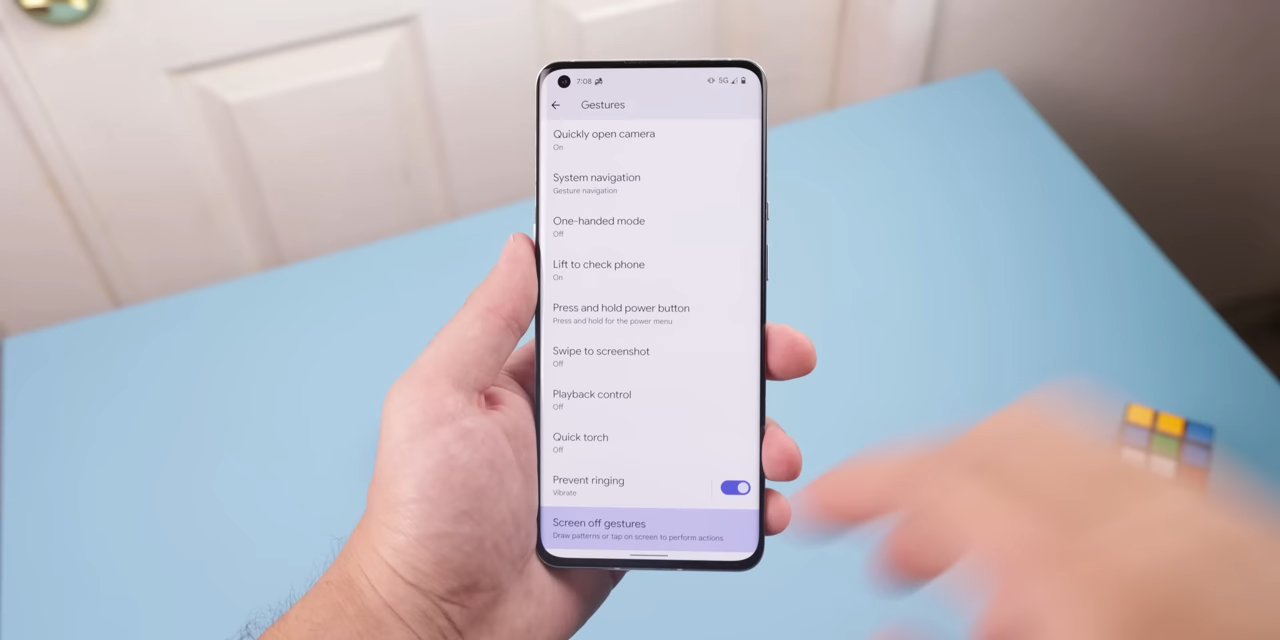 7:08
5G
Gestures
Quickly open camera
On
System navigation
Gesture navigation
One-handed mode
Off
Lift to check phone
On
Press and hold power button
Press and hold for the power menu
Swipe to screenshot
Off
Playback control
Off
Quick torch
Off
Prevent ringing
Vibrate
Screen off gestures
Draw patterns or tap on screen to perform actions